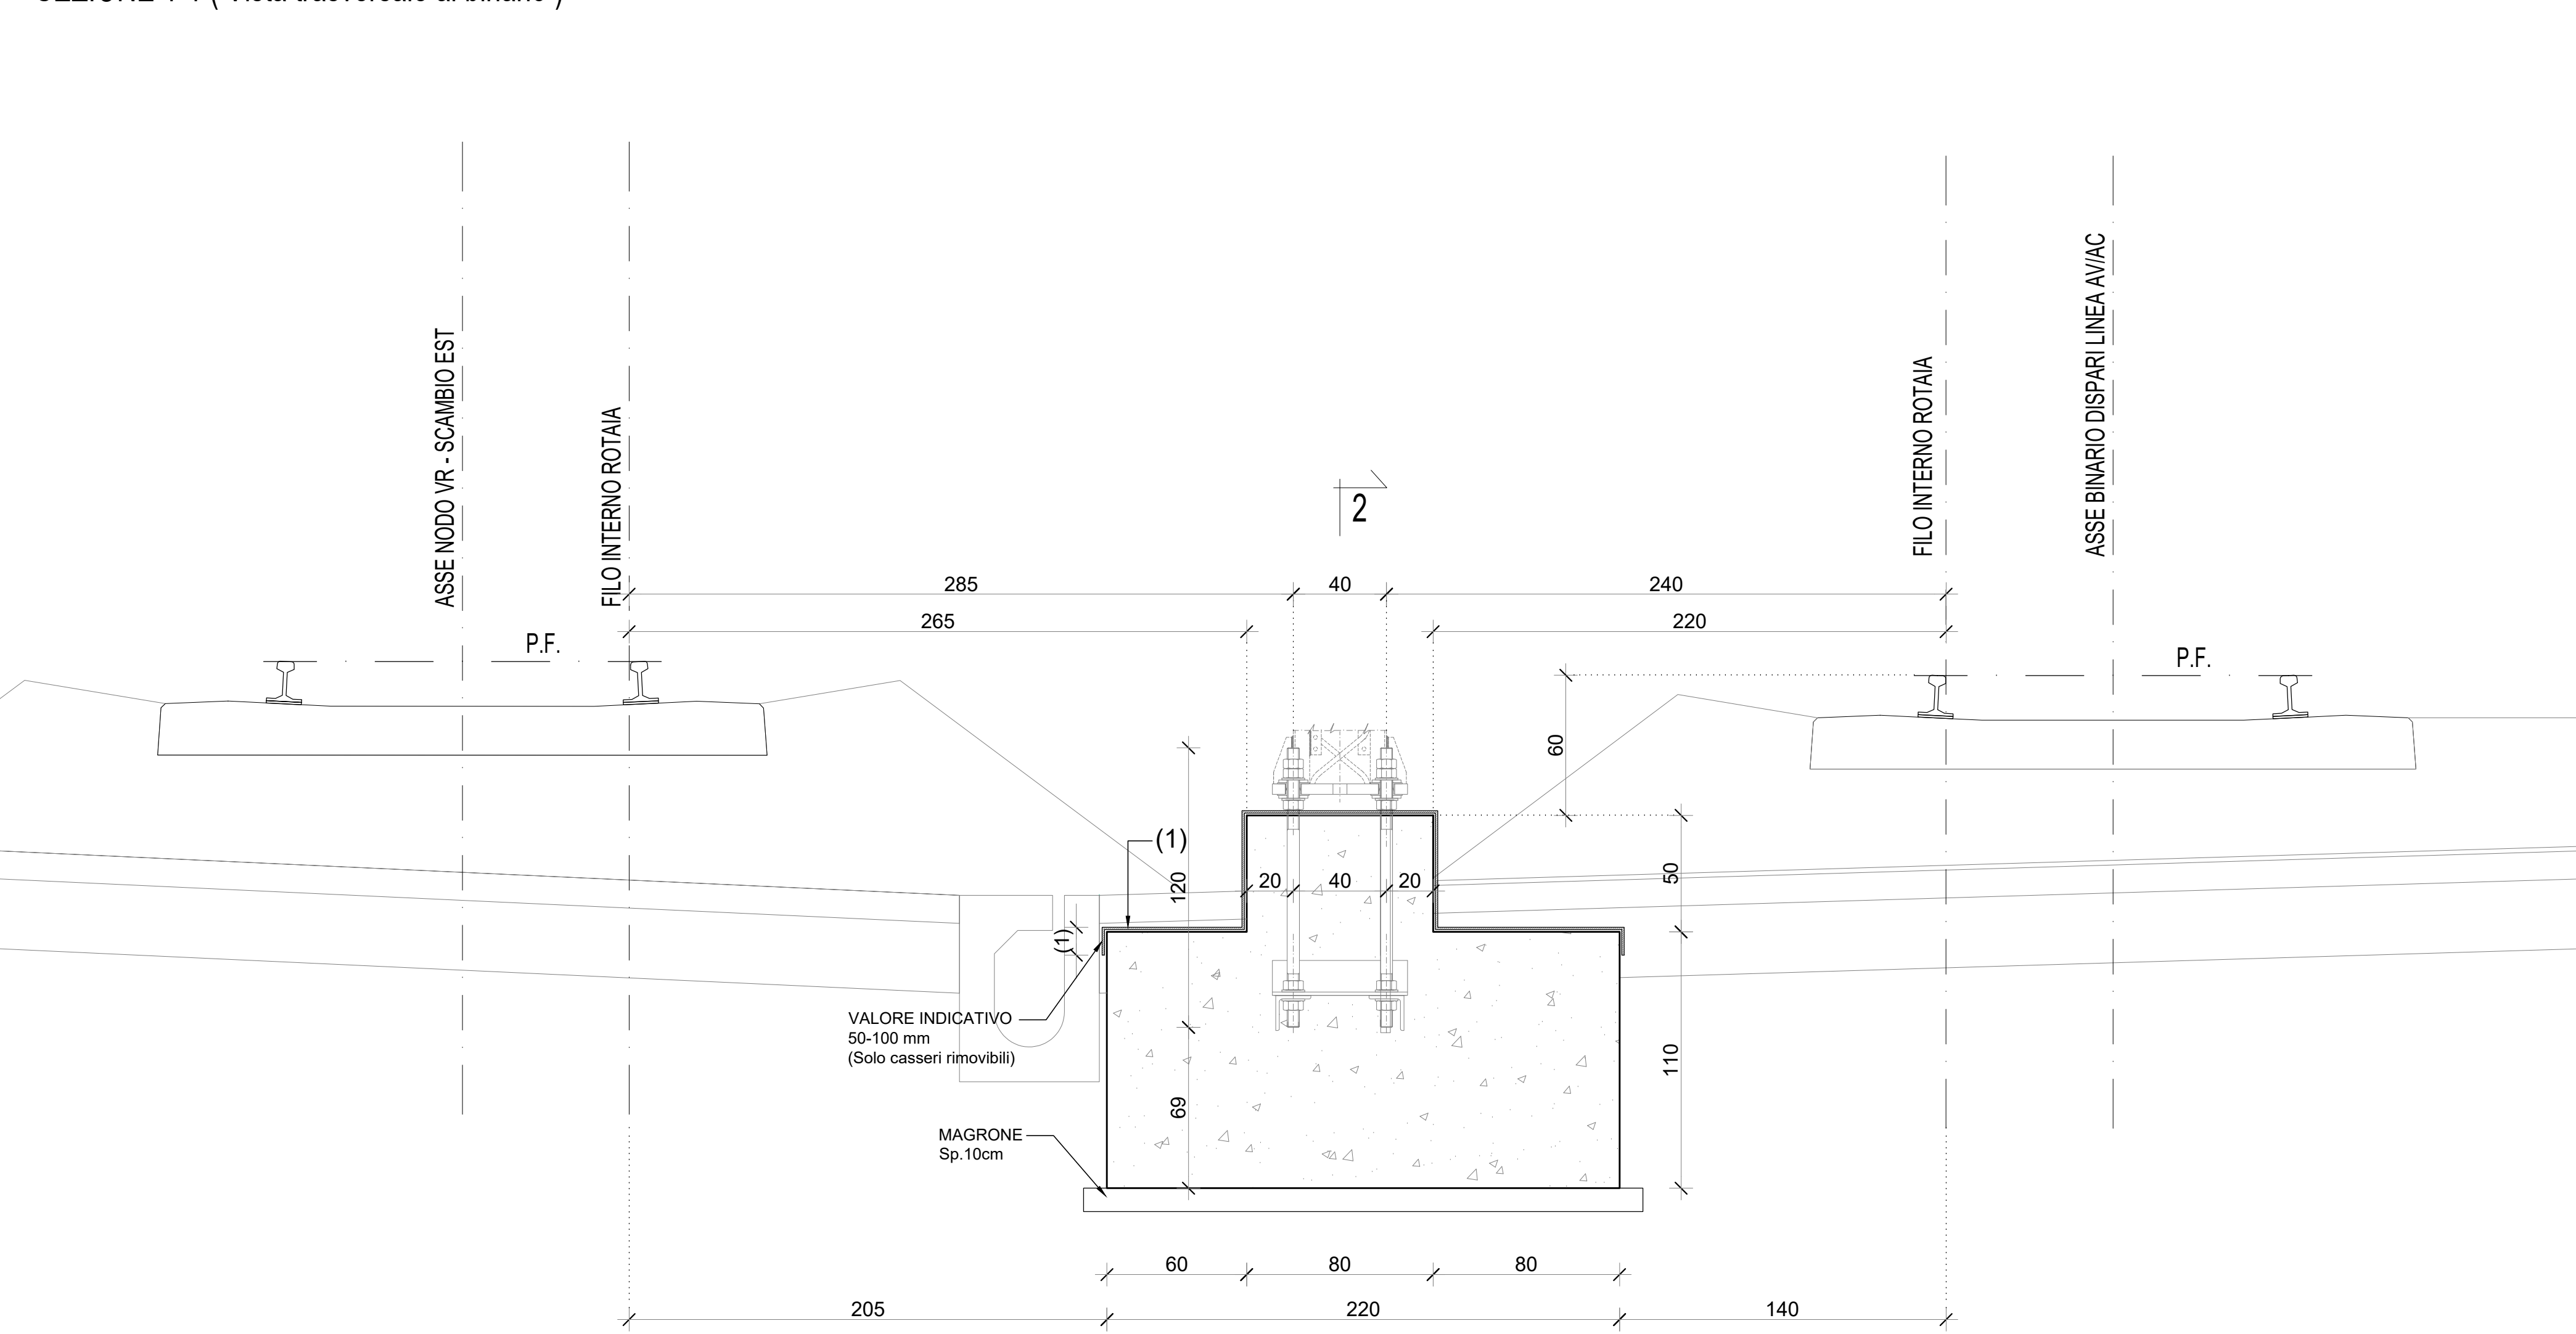 ASSE NODO VR - SCAMBIO EST
FILO INTERNO ROTAIA
FILO INTERNO ROTAIA
ASSE BINARIO DISPARI LINEA AV/AC
2
285
40
240
265
220
P.F.
P.F.
60
(1)
120
20
40
20
50
(1)
VALORE INDICATIVO
50-100 mm
(Solo casseri rimovibili)
110
69
MAGRONE
Sp.10cm
60
80
80
205
220
140